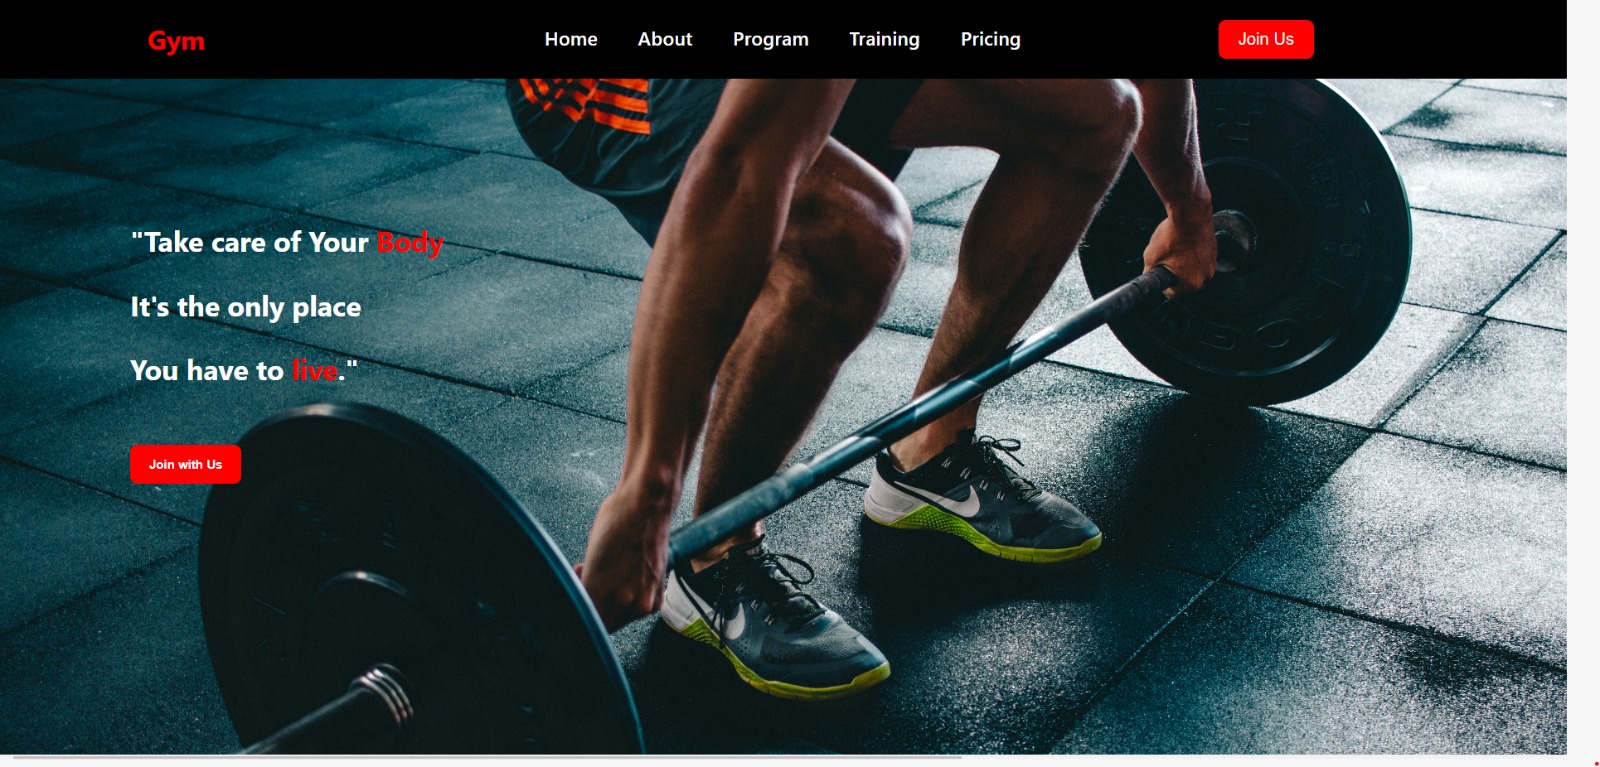 Gym
Home About Program Training Pricing
Join Us
"Take care of Your Body
It's the only place
You have to live."
Join with Us